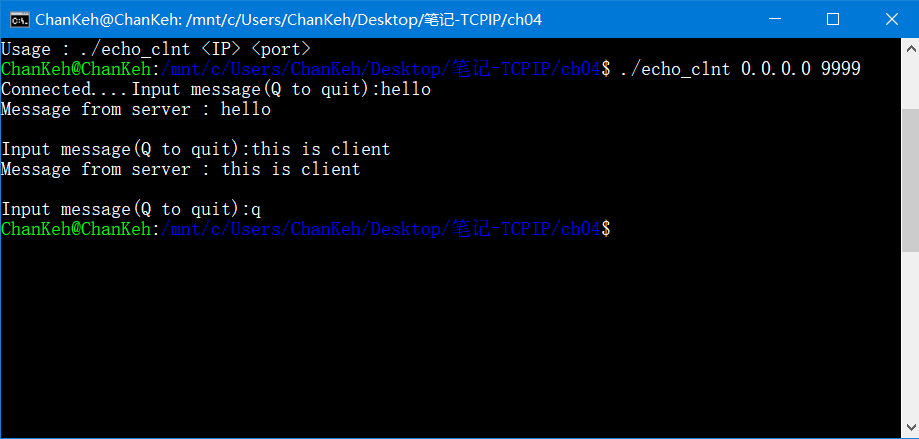 ChanKeh@ChanKeh: /mnt/c/Users/ChanKeh/Desktop/笔记-TCPIP/ch04
Usage : ./echo_clnt <IP> <port>
ChanKeh@ChanKeh:/mnt/c/Users/ChanKeh/Desktop/笔记-TCPIP/ch04$ ./echo_clnt 0.0.0.0 9999
Connected....Input message(Q to quit):hello
Message from server : hello
Input message(Q to quit):this is client
Message from server : this is client
Input message(Q to quit):q
ChanKeh@ChanKeh:/mnt/c/Users/ChanKeh/Desktop/笔记-TCPIP/ch04$